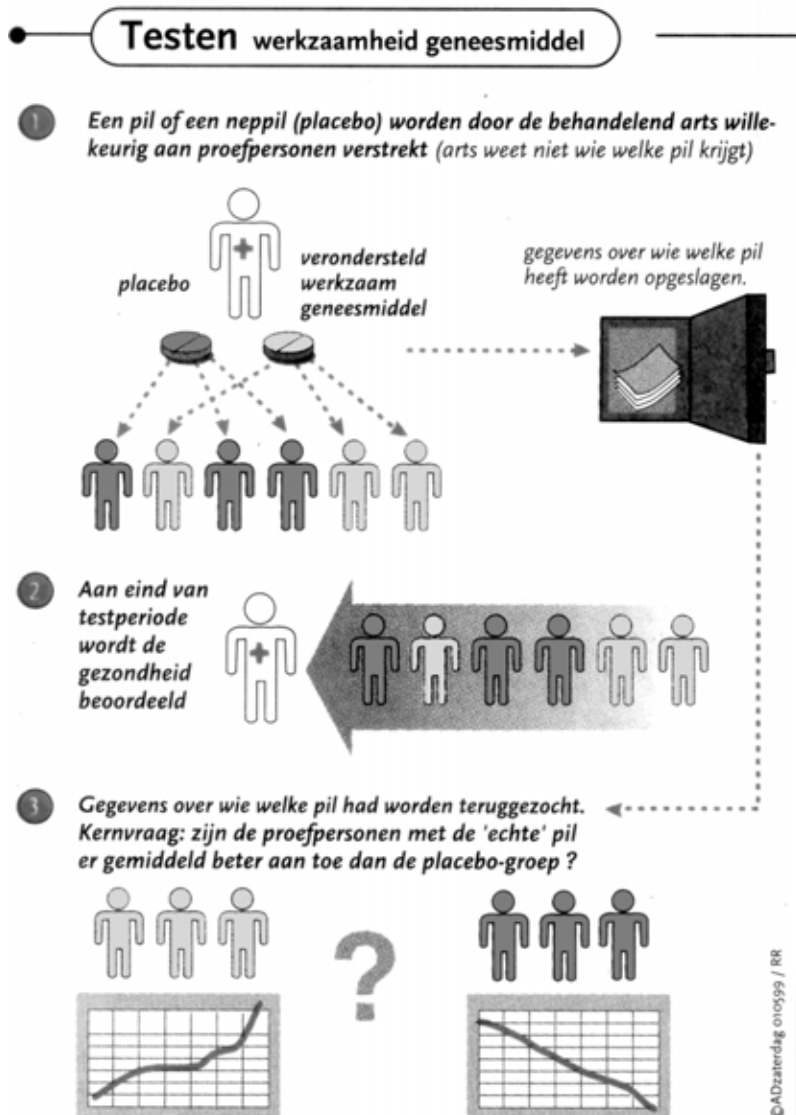 Testen werkzaamheid geneesmiddel
1
Een pil of een neppil (placebo) worden door de behandelend arts wille-
keurig aan proefpersonen verstrekt (arts weet niet wie welke pil krijgt)
placebo
verondersteld
werkzaam
geneesmiddel
gegevens over wie welke pil
heeft worden opgeslagen.
2
Aan eind van
testperiode
wordt de
gezondheid
beoordeeld
3
Gegevens over wie welke pil had worden teruggezocht.
Kernvraag: zijn de proefpersonen met de 'echte' pil
er gemiddeld beter aan toe dan de placebo-groep ?
?
©ADzaterdag 010599 / RR